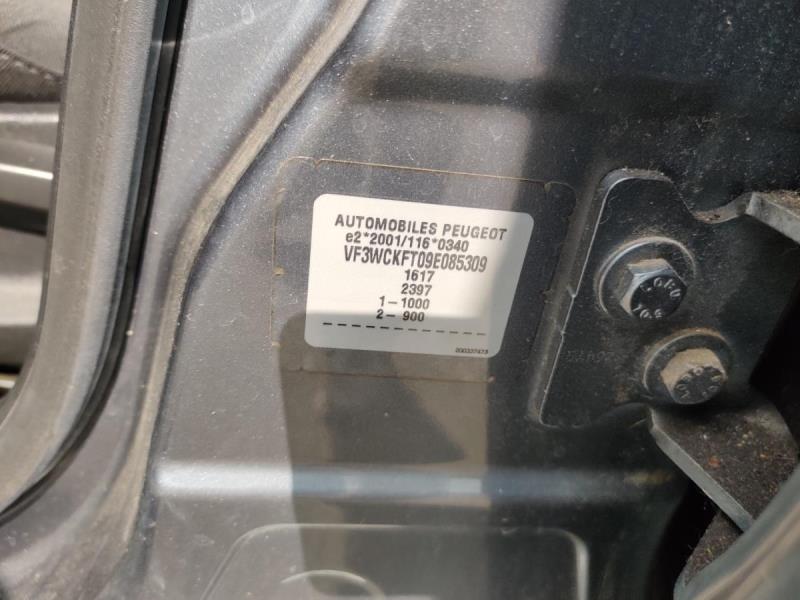 AUTOMOBILES PEUGEOT
e2*2001/116*0340
VF3WCKFT09E085309
1617
2397
1-1000
2- 900